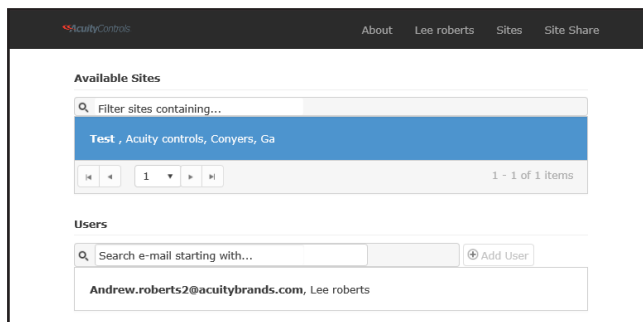 AcuityControls
About Lee roberts Sites Site Share
Available Sites
Filter sites containing...
Test , Acuity controls, Conyers, Ga
1 1 - 1 of 1 items
Users
Search e-mail starting with... Add User
Andrew.roberts2@acuitybrands.com, Lee roberts